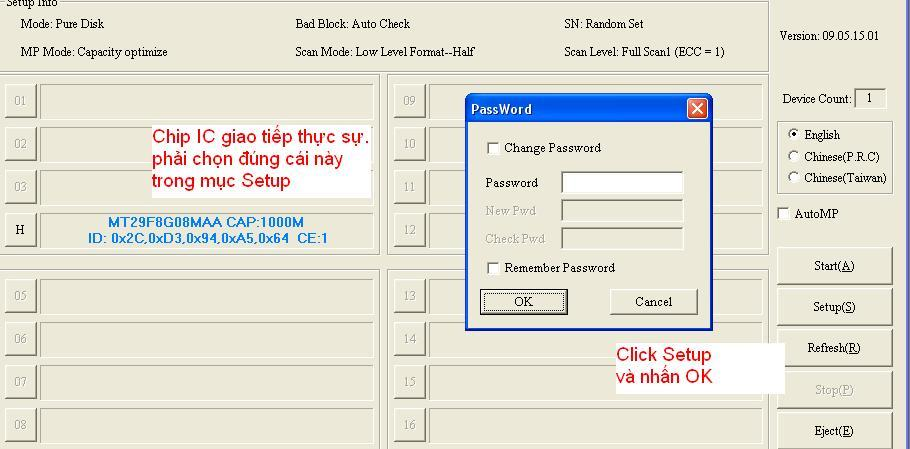 Setup Info
Mode: Pure Disk
Bad Block: Auto Check
SN: Random Set
MP Mode: Capacity optimize
Scan Mode: Low Level Format--Half
Scan Level: Full Scan1 (ECC = 1)
Version: 09.05.15.01
Device Count: 1
English
Chinese(P.R.C)
Chinese(Taiwan)
AutoMP
Start(A)
Setup(S)
Refresh(R)
Stop(P)
Eject(E)
01
02
03
H
Chip IC giao tiếp thực sự.
phải chọn đúng cái này
trong mục Setup
MT29F8G08MAA CAP:1000M
ID: 0x2C,0xD3,0x94,0xA5,0x64 CE:1
05
06
07
08
09
10
11
12
13
14
15
16
PassWord
Change Password
Password
New Pwd
Check Pwd
Remember Password
OK
Cancel
Click Setup
và nhấn OK